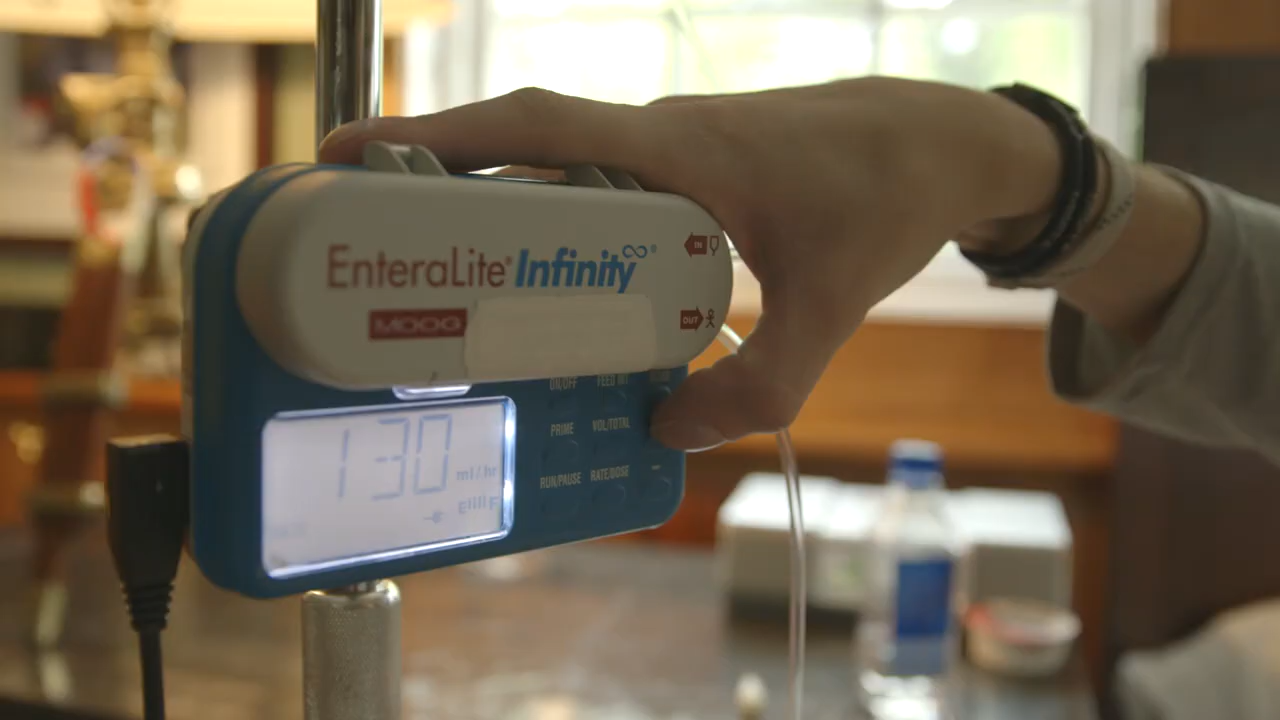 EnteraLite® Infinity®
IN
MOOG
OUT
ON/OFF FEED INT
PRIME VOL/TOTAL
RUN/PAUSE RATE/DOSE
130
ml / hr
E F